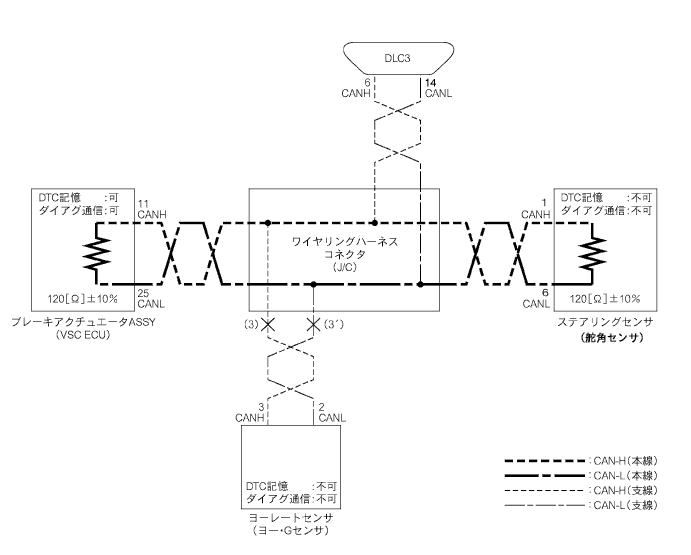 DLC3
6
CANH
14
CANL
DTC記憶 :可
ダイアグ通信:可
11
CANH
25
CANL
120[Ω]±10%
ブレーキアクチュエータASSY
(VSC ECU)
ワイヤリングハーネス
コネクタ
(J/C)
DTC記憶 :不可
ダイアグ通信:不可
1
CANH
6
CANL
120[Ω]±10%
ステアリングセンサ
(舵角センサ)
(3)
(3´)
3
CANH
2
CANL
DTC記憶 :不可
ダイアグ通信:不可
ヨーレートセンサ
(ヨー・Gセンサ)
:CAN-H(本線)
:CAN-L(本線)
:CAN-H(支線)
:CAN-L(支線)